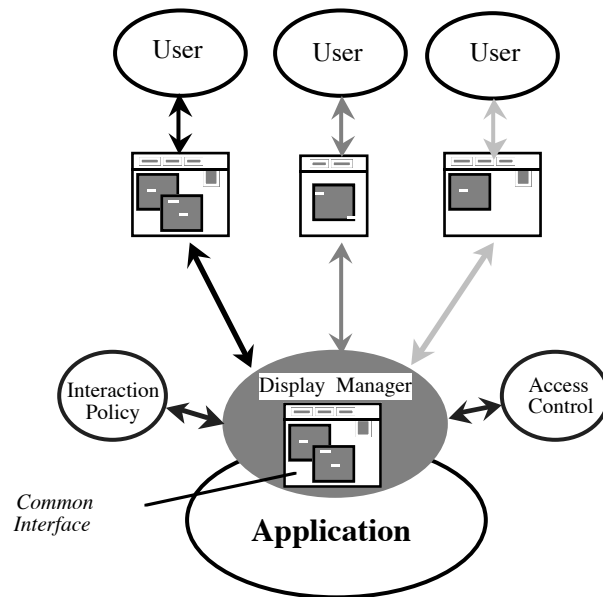 User
User
User
Display Manager
Interaction
Policy
Access
Control
Common
Interface
Application